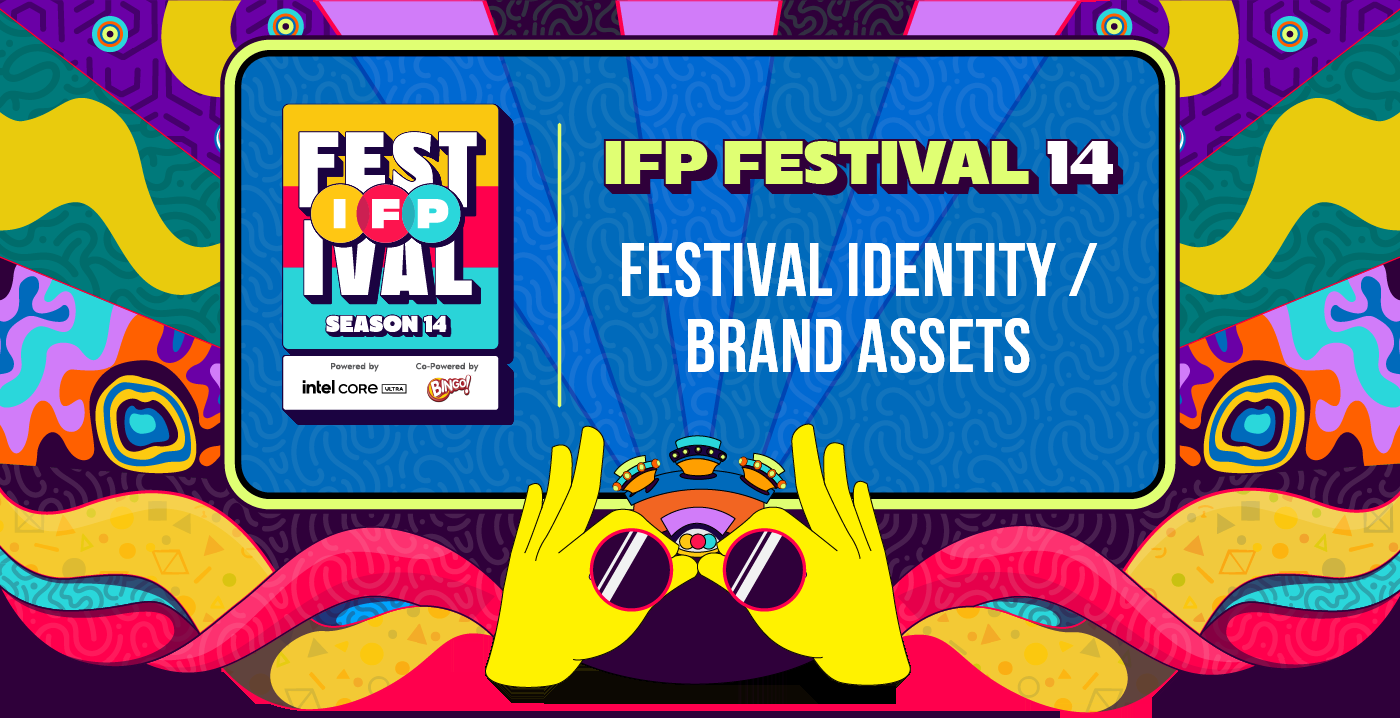 FEST
IFP
IVAL
SEASON 14
Powered by
intel CORE ULTRA
Co-Powered by
BINGO!
IFP FESTIVAL 14
FESTIVAL IDENTITY /
BRAND ASSETS